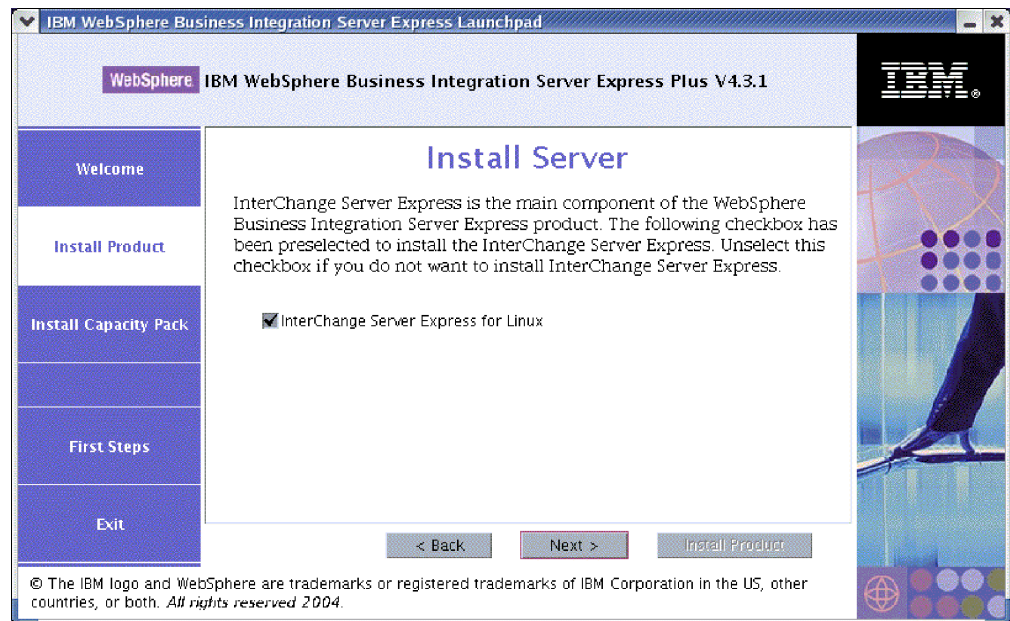 IBM WebSphere Business Integration Server Express Launchpad
WebSphere. IBM WebSphere Business Integration Server Express Plus V4.3.1
IBM®
Welcome
Install Product
Install Capacity Pack
First Steps
Exit
Install Server
InterChange Server Express is the main component of the WebSphere
Business Integration Server Express product. The following checkbox has
been preselected to install the InterChange Server Express. Unselect this
checkbox if you do not want to install InterChange Server Express.
InterChange Server Express for Linux
< Back
Next >
Install Product
© The IBM logo and WebSphere are trademarks or registered trademarks of IBM Corporation in the US, other
countries, or both. All rights reserved 2004.